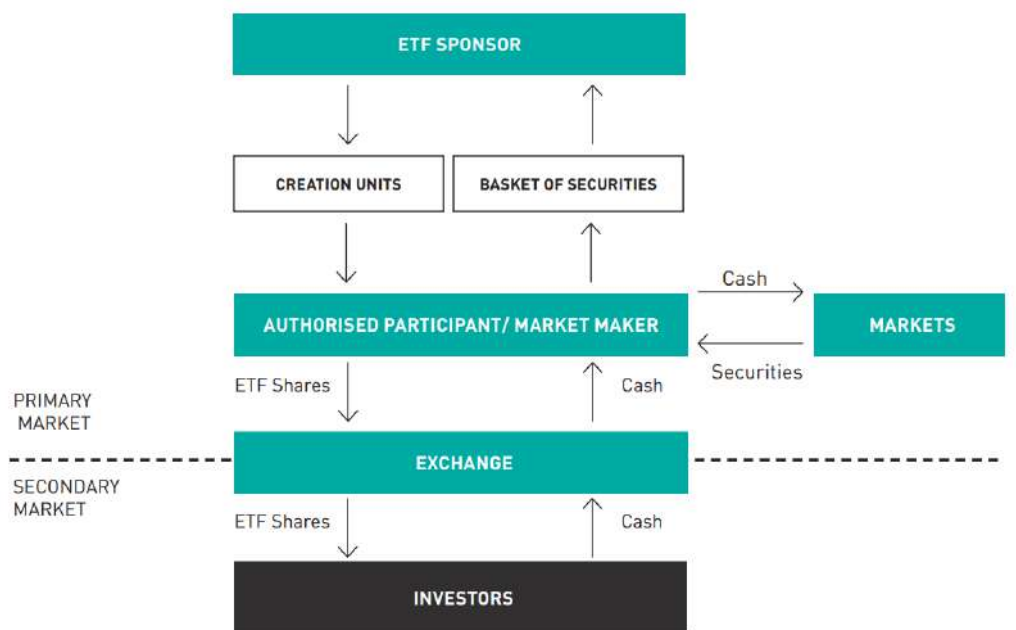 ETF SPONSOR
CREATION UNITS
BASKET OF SECURITIES
Cash
AUTHORISED PARTICIPANT/ MARKET MAKER
MARKETS
Securities
ETF Shares
Cash
PRIMARY
MARKET
EXCHANGE
SECONDARY
MARKET
ETF Shares
Cash
INVESTORS